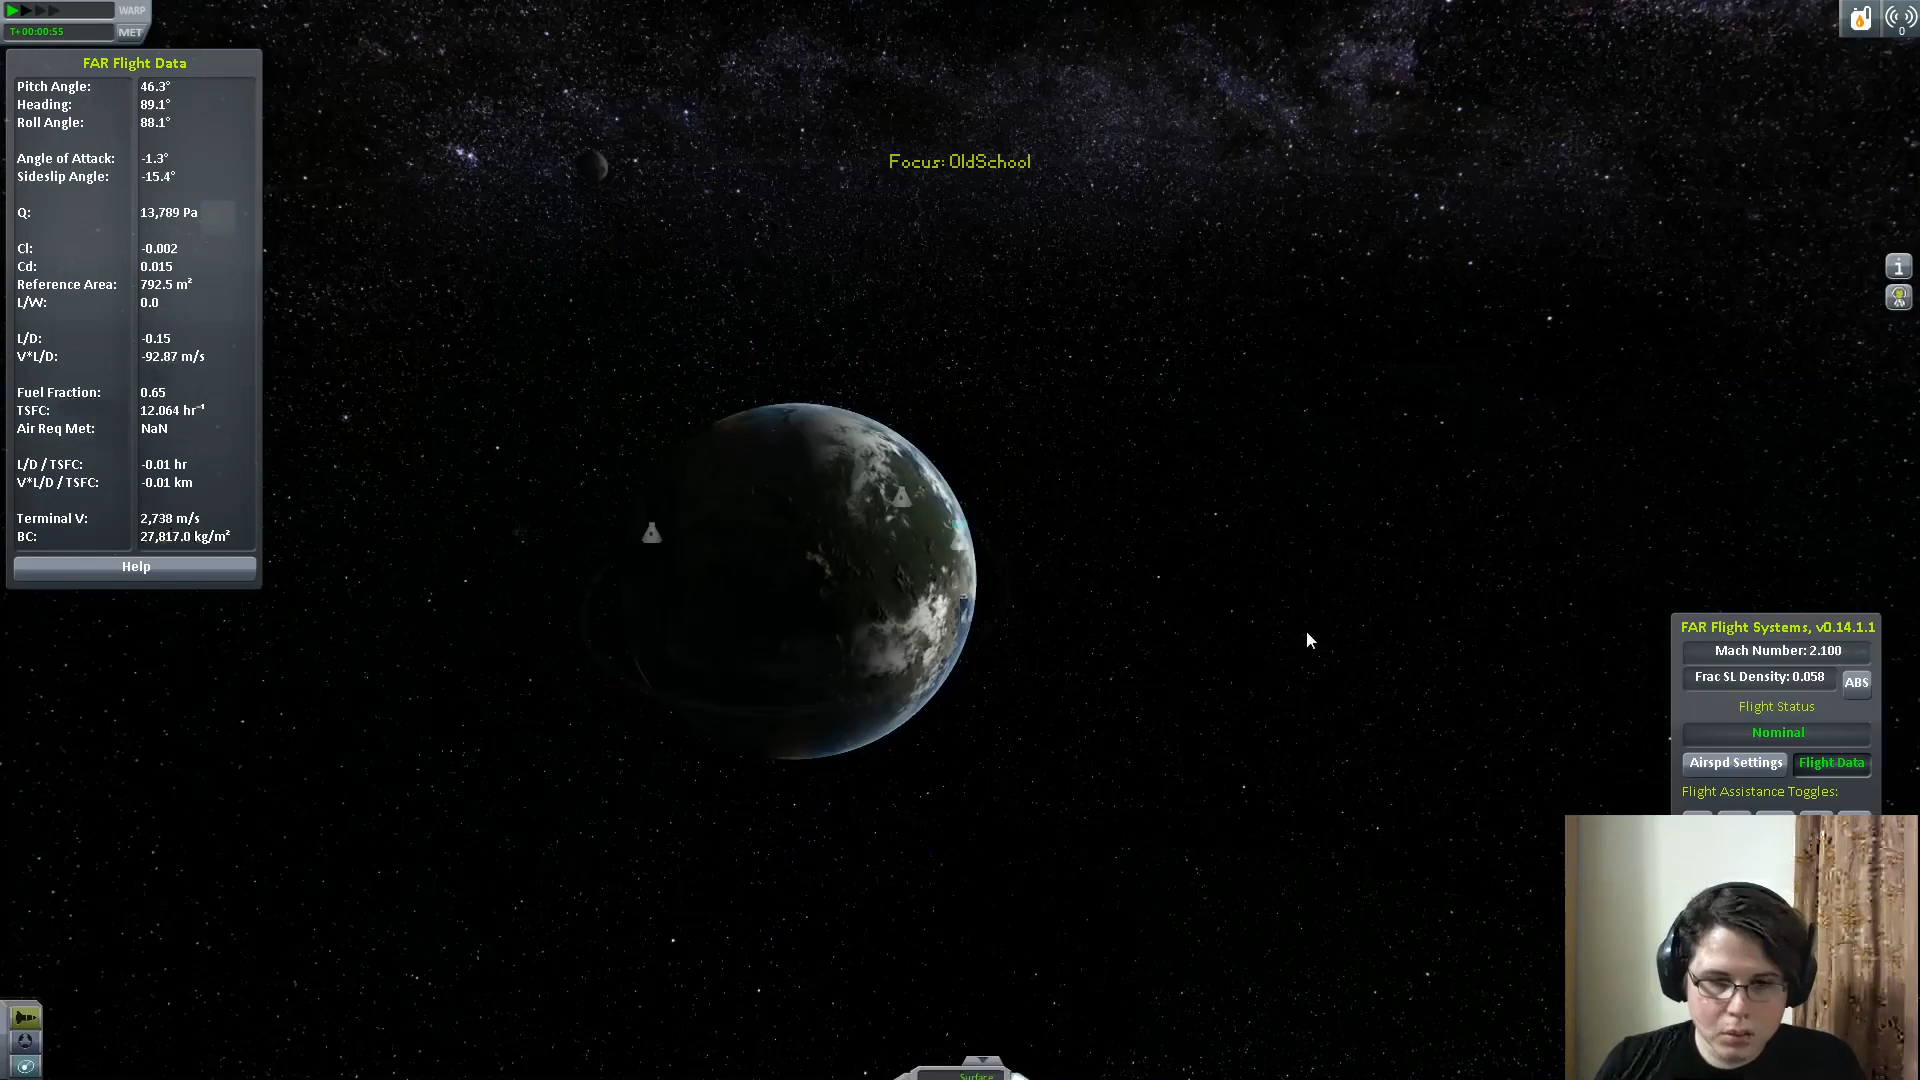 WARP
T+00:00:55
MET
0
FAR Flight Data
Pitch Angle: 46.3°
Heading: 89.1°
Roll Angle: 88.1°
Angle of Attack: -1.3°
Sideslip Angle: -15.4°
Q: 13,789 Pa
Cl: -0.002
Cd: 0.015
Reference Area: 792.5 m²
L/W: 0.0
L/D: -0.15
V*L/D: -92.87 m/s
Fuel Fraction: 0.65
TSFC: 12.064 hr⁻¹
Air Req Met: NaN
L/D / TSFC: -0.01 hr
V*L/D / TSFC: -0.01 km
Terminal V: 2,738 m/s
BC: 27,817.0 kg/m²
Help
Focus: OldSchool
FAR Flight Systems, v0.14.1.1
Mach Number: 2.100
Frac SL Density: 0.058
ABS
Flight Status
Nominal
Airspd Settings Flight Data
Flight Assistance Toggles:
Surface